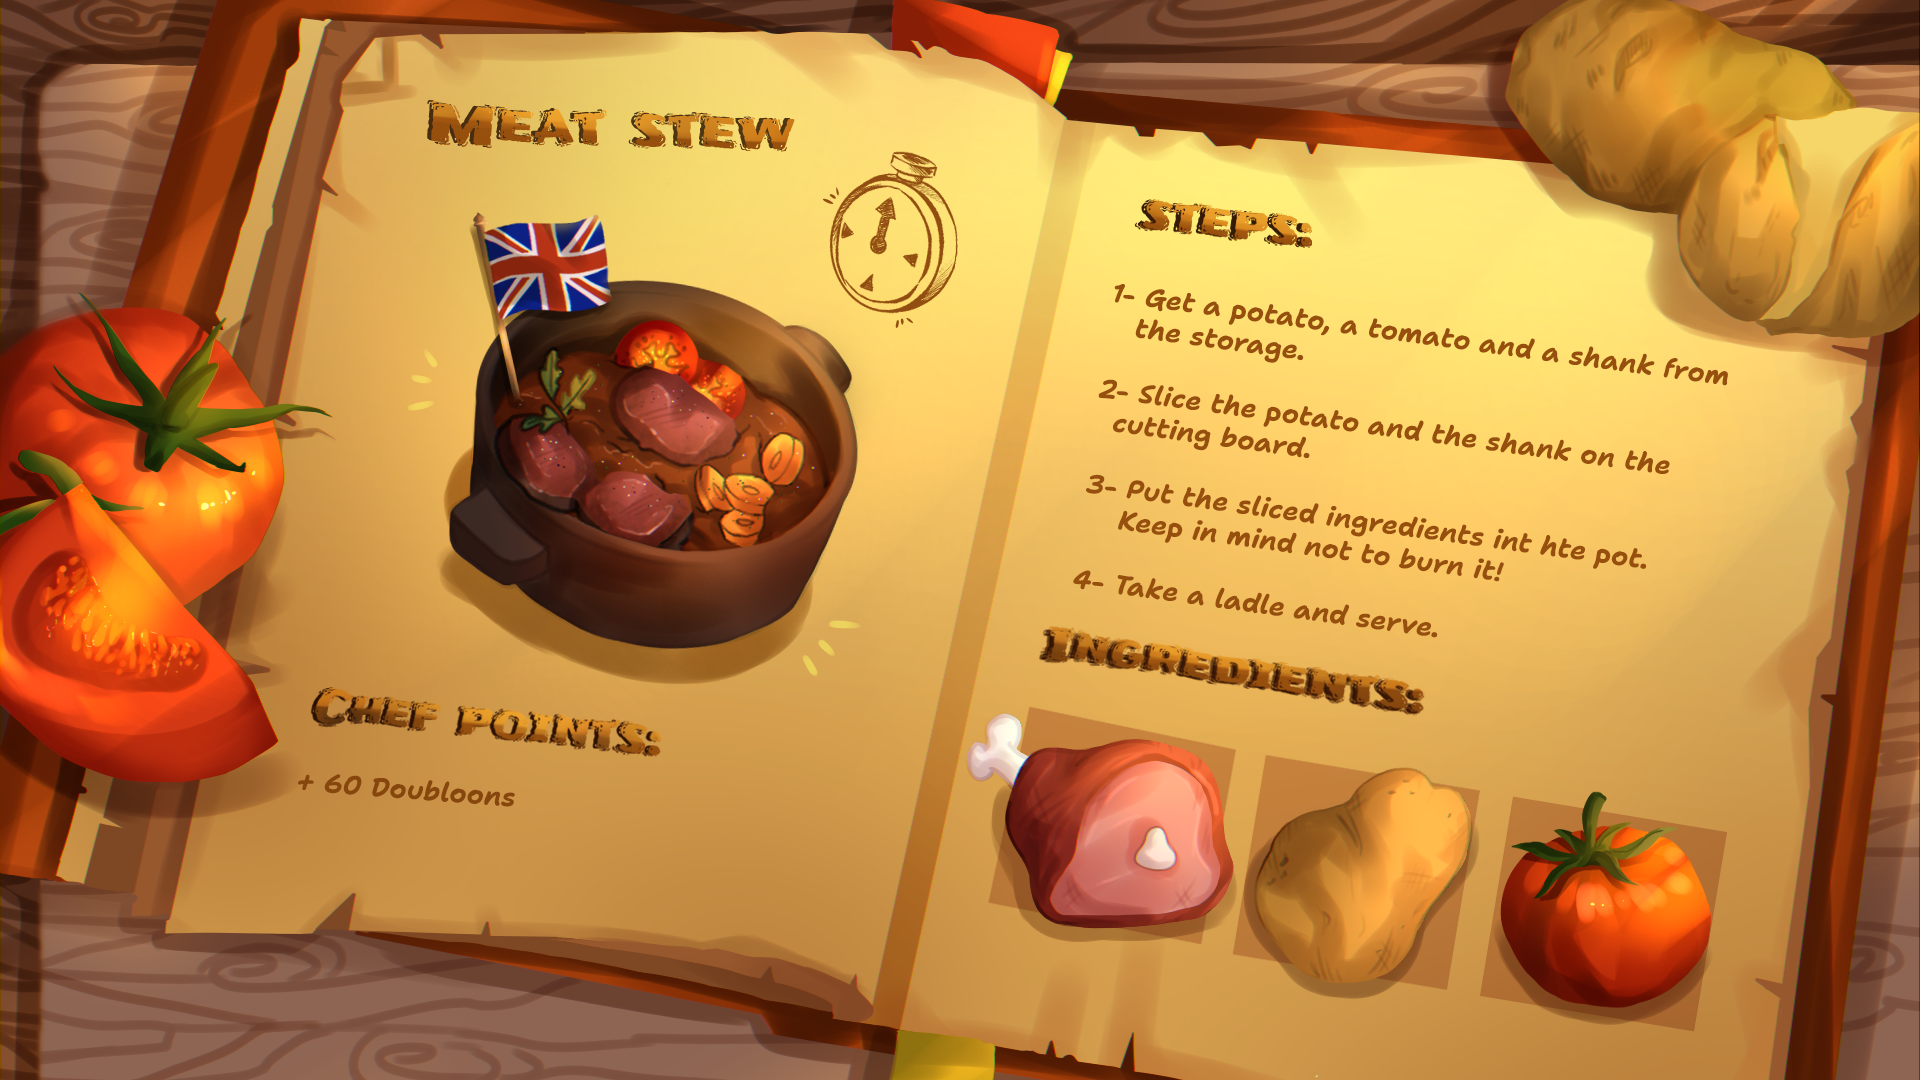 Meat stew
Chef points:
+ 60 Doubloons
Steps:
1- Get a potato, a tomato and a shank from
the storage.
2- Slice the potato and the shank on the
cutting board.
3- Put the sliced ingredients int hte pot.
Keep in mind not to burn it!
4- Take a ladle and serve.
Ingredients: